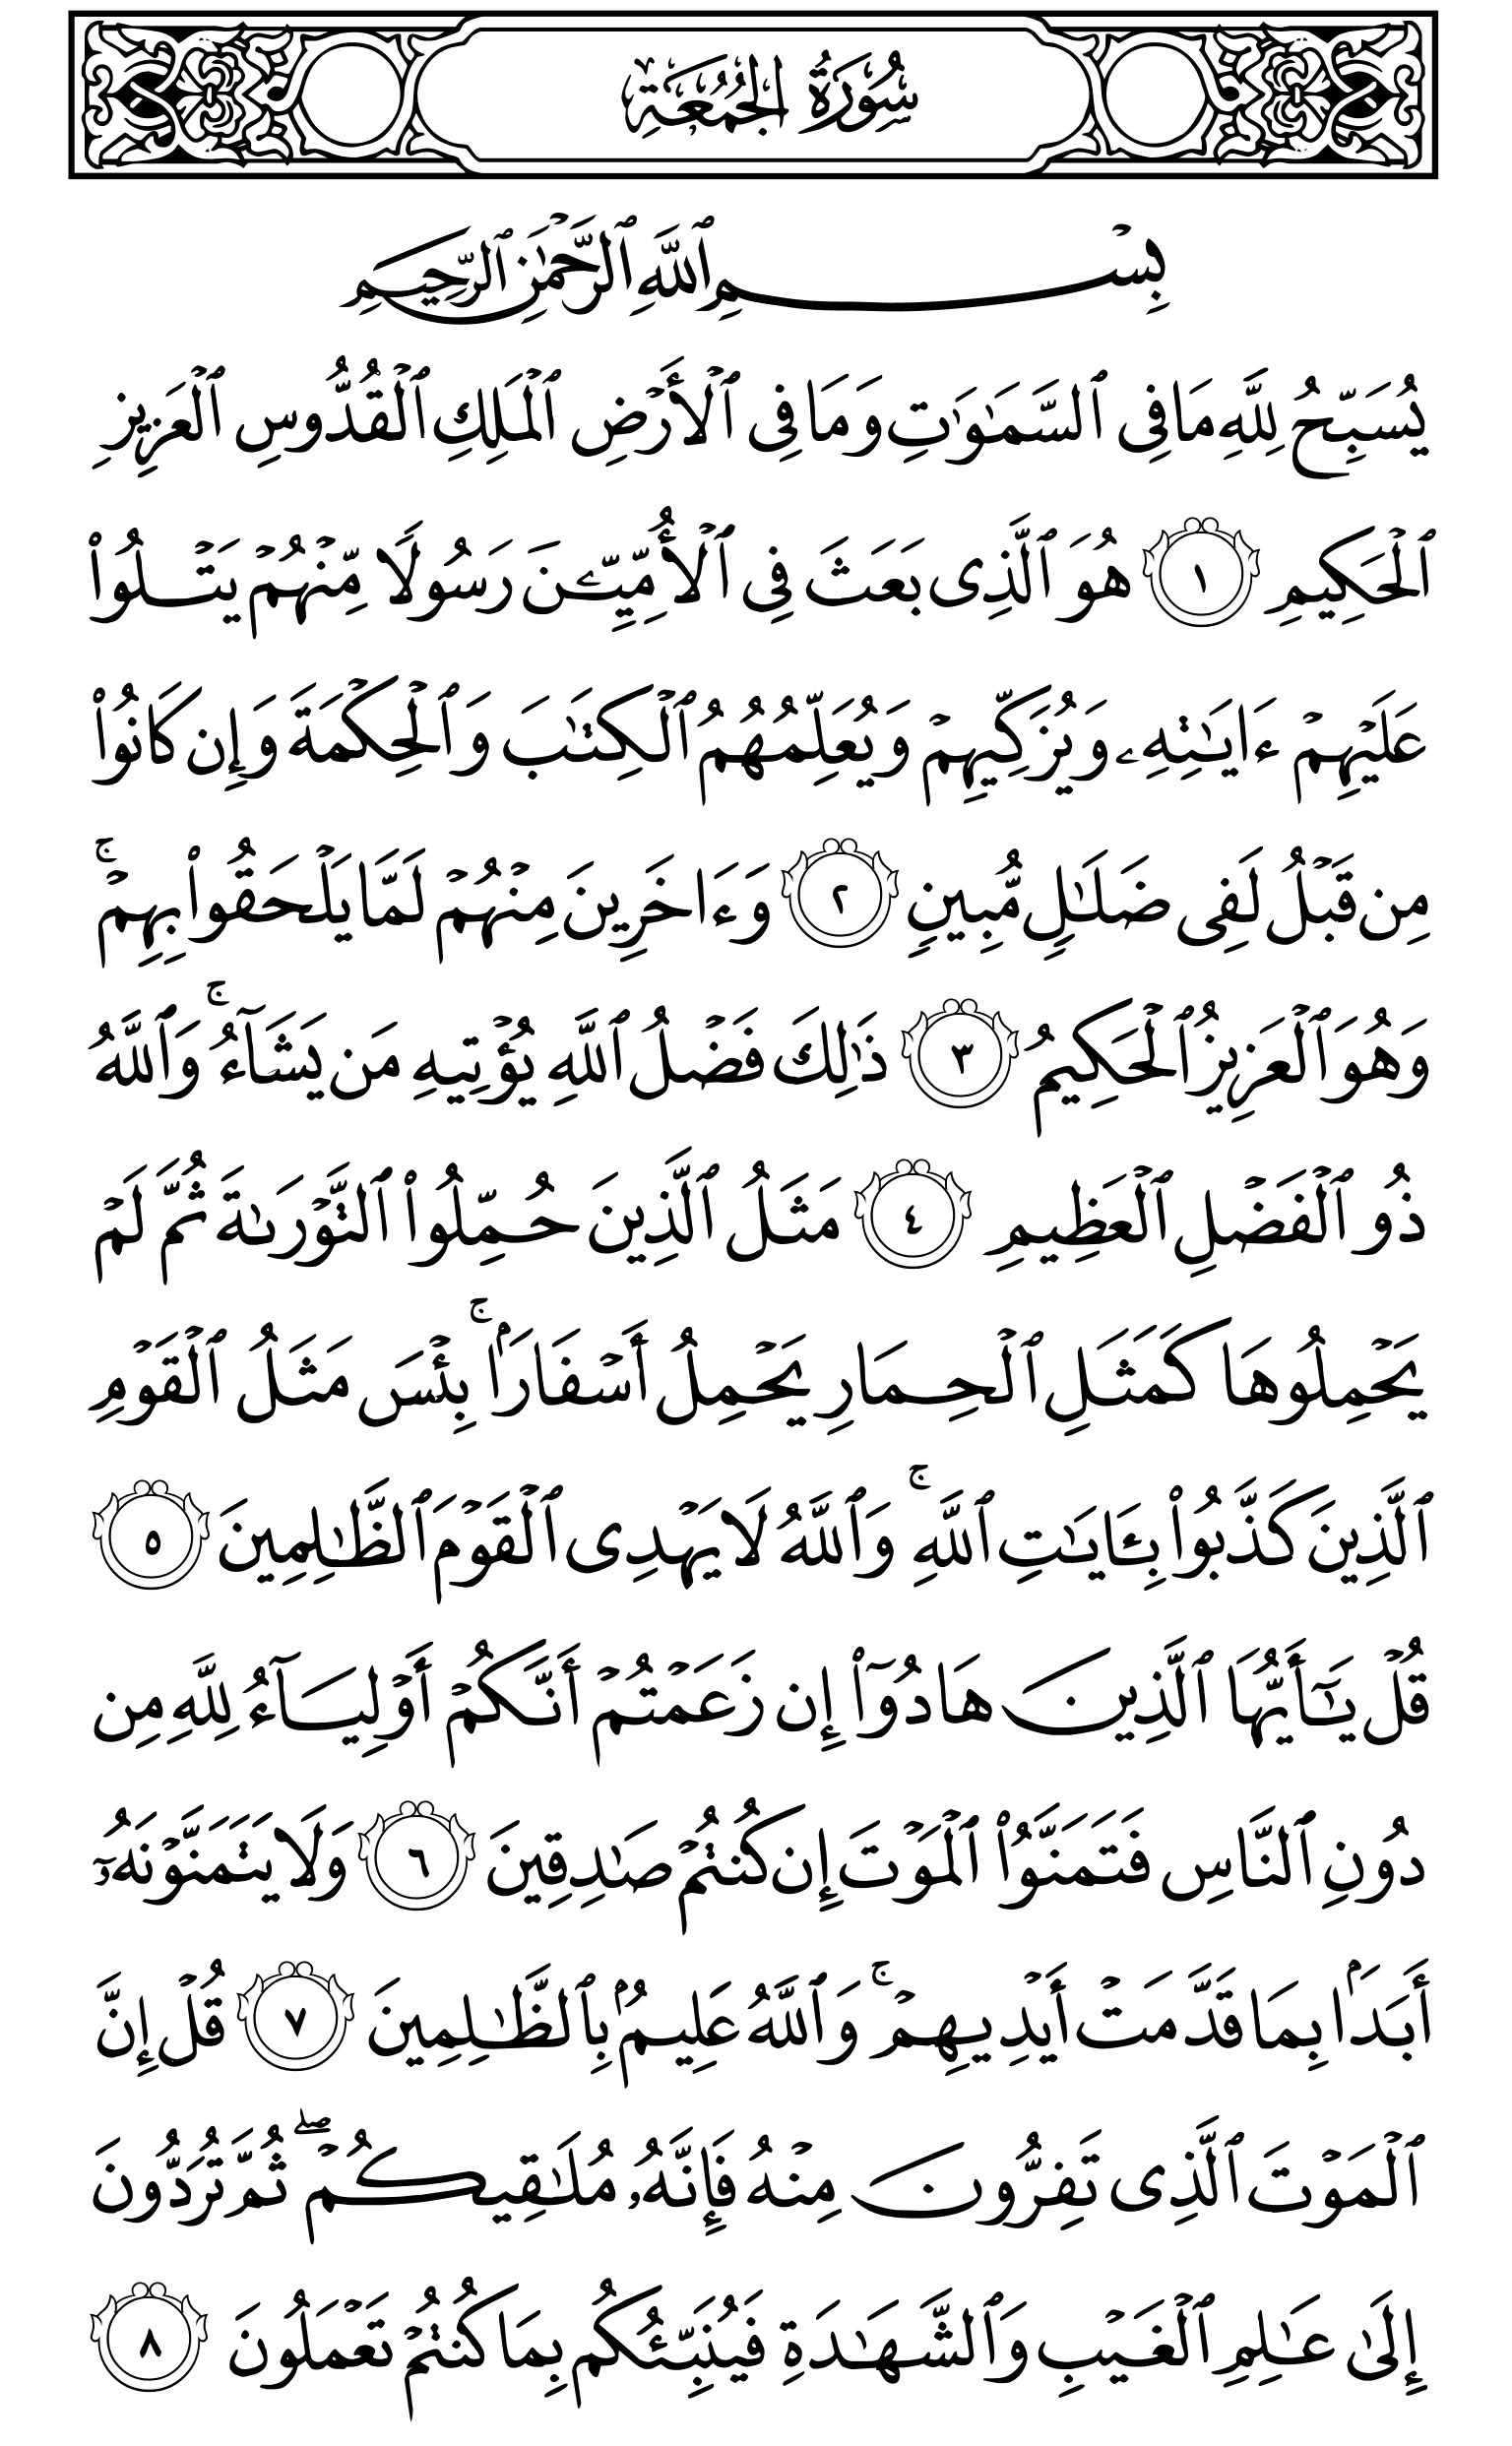 سُورَةُ الجُمُعَةِ
بِسْمِ ٱللَّهِ ٱلرَّحْمَٰنِ ٱلرَّحِيمِ
يُسَبِّحُ لِلَّهِ مَا فِى ٱلسَّمَٰوَٰتِ وَمَا فِى ٱلْأَرْضِ ٱلْمَلِكِ ٱلْقُدُّوسِ ٱلْعَزِيزِ
ٱلْحَكِيمِ ١ هُوَ ٱلَّذِى بَعَثَ فِى ٱلْأُمِّيِّۦنَ رَسُولًا مِّنْهُمْ يَتْلُوا۟
عَلَيْهِمْ ءَايَٰتِهِۦ وَيُزَكِّيهِمْ وَيُعَلِّمُهُمُ ٱلْكِتَٰبَ وَٱلْحِكْمَةَ وَإِن كَانُوا۟
مِن قَبْلُ لَفِى ضَلَٰلٍ مُّبِينٍ ٢ وَءَاخَرِينَ مِنْهُمْ لَمَّا يَلْحَقُوا۟ بِهِمْ ۚ
وَهُوَ ٱلْعَزِيزُ ٱلْحَكِيمُ ٣ ذَٰلِكَ فَضْلُ ٱللَّهِ يُؤْتِيهِ مَن يَشَآءُ ۚ وَٱللَّهُ
ذُو ٱلْفَضْلِ ٱلْعَظِيمِ ٤ مَثَلُ ٱلَّذِينَ حُمِّلُوا۟ ٱلتَّوْرَىٰةَ ثُمَّ لَمْ
يَحْمِلُوهَا كَمَثَلِ ٱلْحِمَارِ يَحْمِلُ أَسْفَارًۢا ۚ بِئْسَ مَثَلُ ٱلْقَوْمِ
ٱلَّذِينَ كَذَّبُوا۟ بِـَٔايَٰتِ ٱللَّهِ ۚ وَٱللَّهُ لَا يَهْدِى ٱلْقَوْمَ ٱلظَّٰلِمِينَ ٥
قُلْ يَٰٓأَيُّهَا ٱلَّذِينَ هَادُوٓا۟ إِن زَعَمْتُمْ أَنَّكُمْ أَوْلِيَآءُ لِلَّهِ مِن
دُونِ ٱلنَّاسِ فَتَمَنَّوُا۟ ٱلْمَوْتَ إِن كُنتُمْ صَٰدِقِينَ ٦ وَلَا يَتَمَنَّوْنَهُۥٓ
أَبَدًۢا بِمَا قَدَّمَتْ أَيْدِيهِمْ ۚ وَٱللَّهُ عَلِيمٌۢ بِٱلظَّٰلِمِينَ ٧ قُلْ إِنَّ
ٱلْمَوْتَ ٱلَّذِى تَفِرُّونَ مِنْهُ فَإِنَّهُۥ مُلَٰقِيكُمْ ۖ ثُمَّ تُرَدُّونَ
إِلَىٰ عَٰلِمِ ٱلْغَيْبِ وَٱلشَّهَٰدَةِ فَيُنَبِّئُكُم بِمَا كُنتُمْ تَعْمَلُونَ ٨